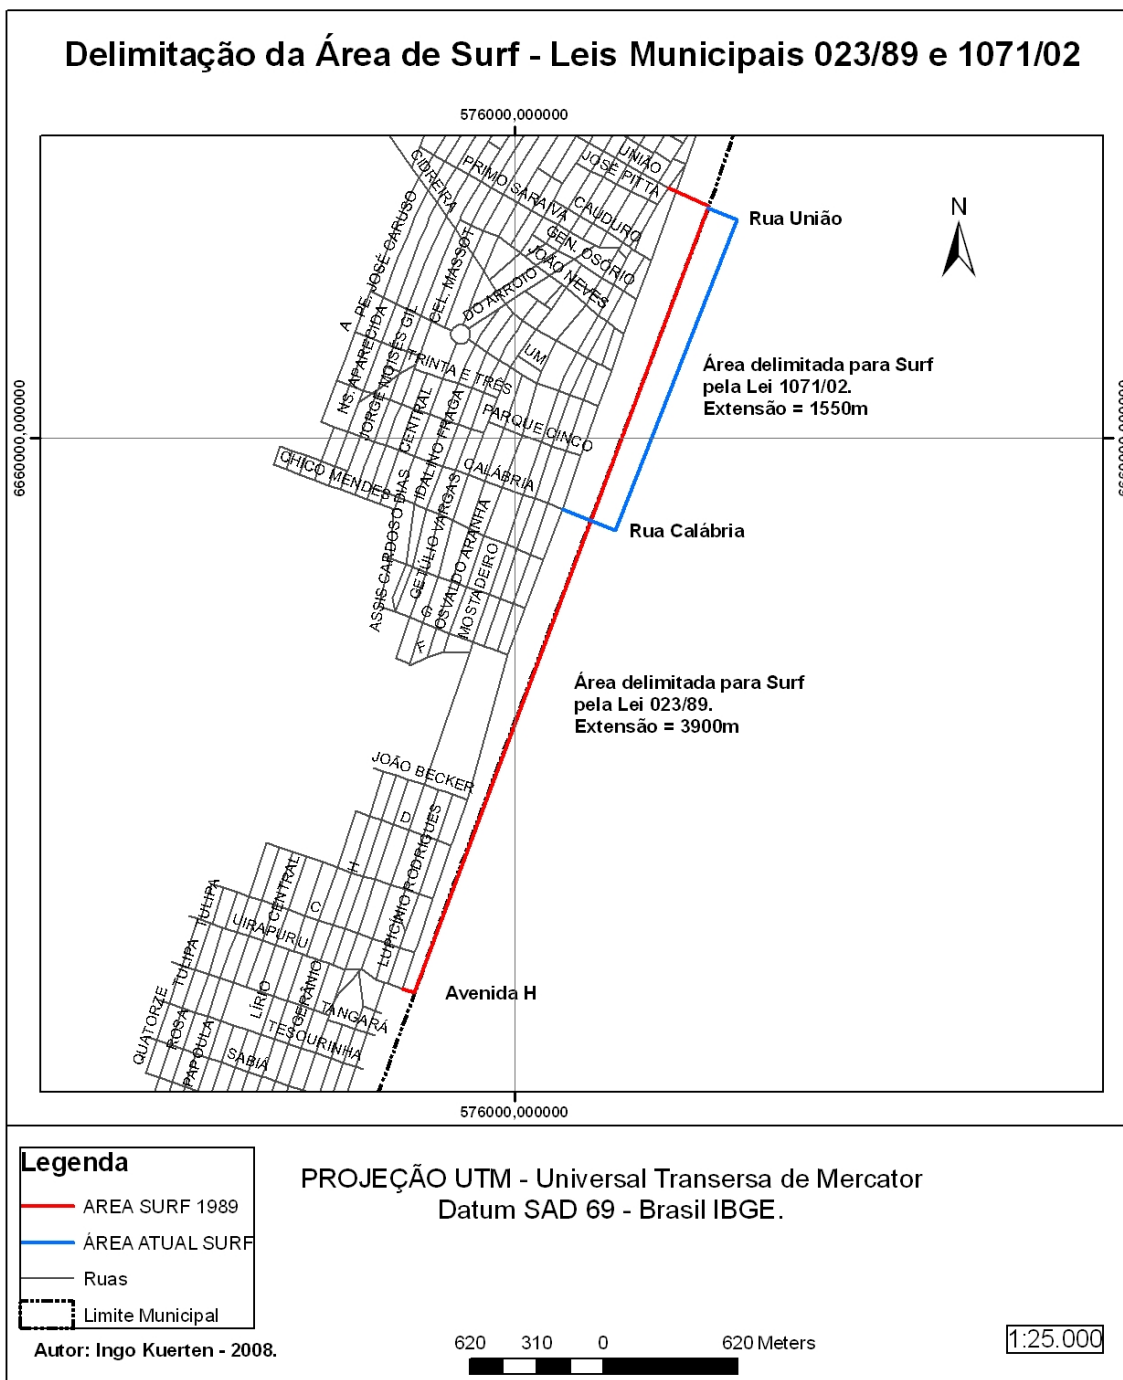 Delimitação da Área de Surf - Leis Municipais 023/89 e 1071/02
576000,000000
UNIÃO
JOSÉ PITTA
CIDREIRA
PRIMO SARAIVA
CAUDURO
GEN. OSÓRIO
JOÃO NEVES
PE. JOSÉ CARUSO
CEL. MASSOT
DO ARROIO
A
NS. APARECIDA
JORGE MOISÉS GIL
TRINTA E TRÊS
UM
CENTRAL
IDALINO FRAGA
PARQUE CINCO
CALÁBRIA
CHICO MENDES
ASSIS CARDOSO DIAS
GETÚLIO VARGAS
OSVALDO ARANHA
MOSTADEIRO
G
F
Rua União
N
Área delimitada para Surf
pela Lei 1071/02.
Extensão = 1550m
6660000,000000
6660000,000000
Rua Calábria
Área delimitada para Surf
pela Lei 023/89.
Extensão = 3900m
JOÃO BECKER
D
LUPICÍNIO RODRIGUES
H
CENTRAL
C
TULIPA
UIRAPURU
TULIPA
LÍRIO
GERÂNIO
TANGARÁ
QUATORZE
ROSA
PAPOULA
TESOURINHA
SABIÁ
Avenida H
576000,000000
Legenda
AREA SURF 1989
ÁREA ATUAL SURF
Ruas
Limite Municipal
Autor: Ingo Kuerten - 2008.
PROJEÇÃO UTM - Universal Transersa de Mercator
Datum SAD 69 - Brasil IBGE.
620 310 0 620 Meters
1:25.000